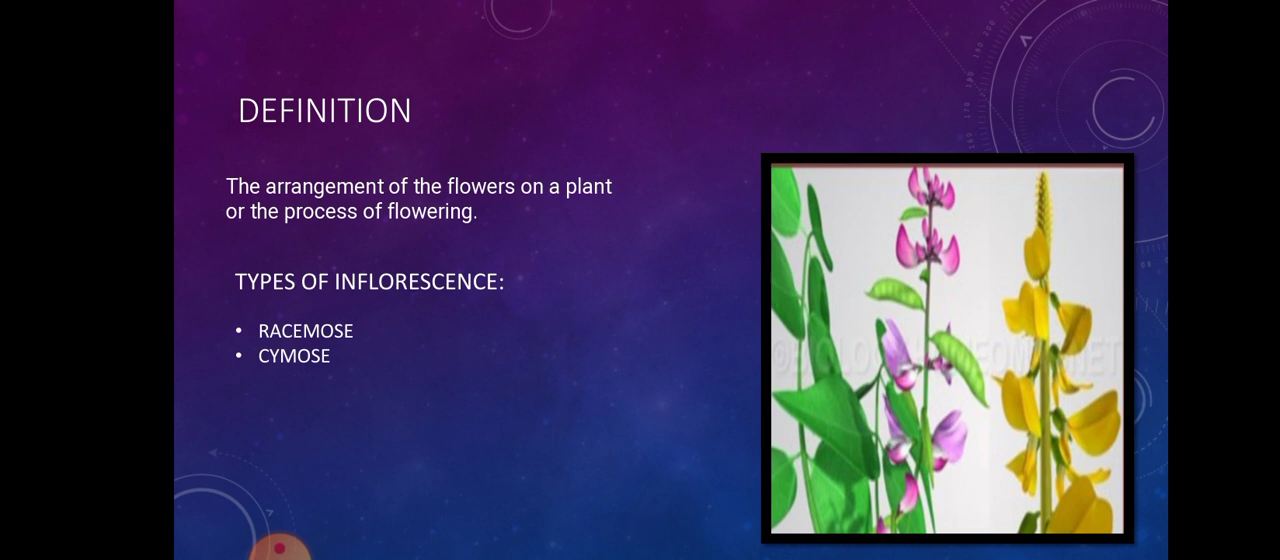 DEFINITION
The arrangement of the flowers on a plant
or the process of flowering.
TYPES OF INFLORESCENCE:
• RACEMOSE
• CYMOSE